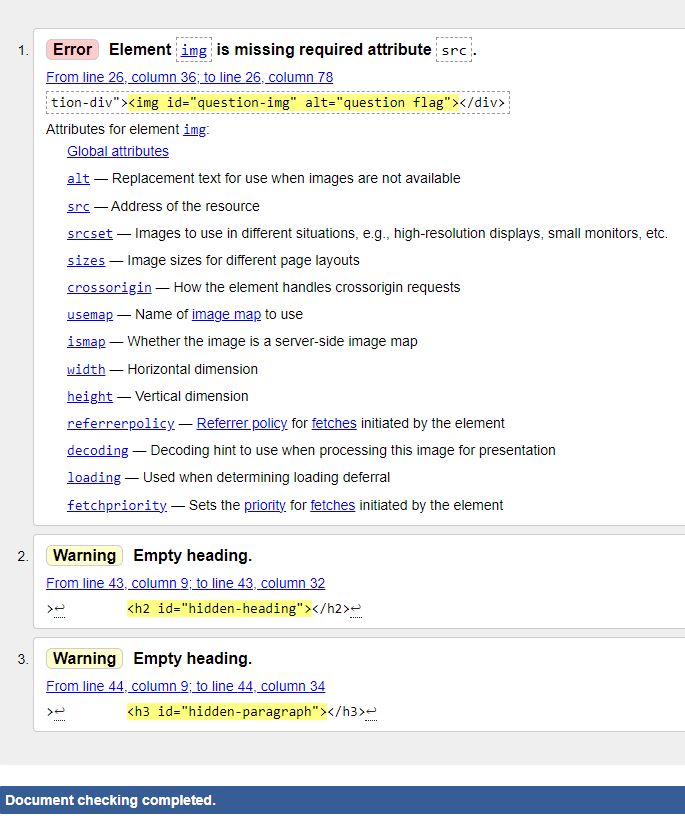 1. Error Element img is missing required attribute src.
From line 26, column 36; to line 26, column 78
tion-div"><img id="question-img" alt="question flag"></div>
Attributes for element img:
Global attributes
alt — Replacement text for use when images are not available
src — Address of the resource
srcset — Images to use in different situations, e.g., high-resolution displays, small monitors, etc.
sizes — Image sizes for different page layouts
crossorigin — How the element handles crossorigin requests
usemap — Name of image map to use
ismap — Whether the image is a server-side image map
width — Horizontal dimension
height — Vertical dimension
referrerpolicy — Referrer policy for fetches initiated by the element
decoding — Decoding hint to use when processing this image for presentation
loading — Used when determining loading deferral
fetchpriority — Sets the priority for fetches initiated by the element
2. Warning Empty heading.
From line 43, column 9; to line 43, column 32
>↩ <h2 id="hidden-heading"></h2>↩
3. Warning Empty heading.
From line 44, column 9; to line 44, column 34
>↩ <h3 id="hidden-paragraph"></h3>↩
Document checking completed.